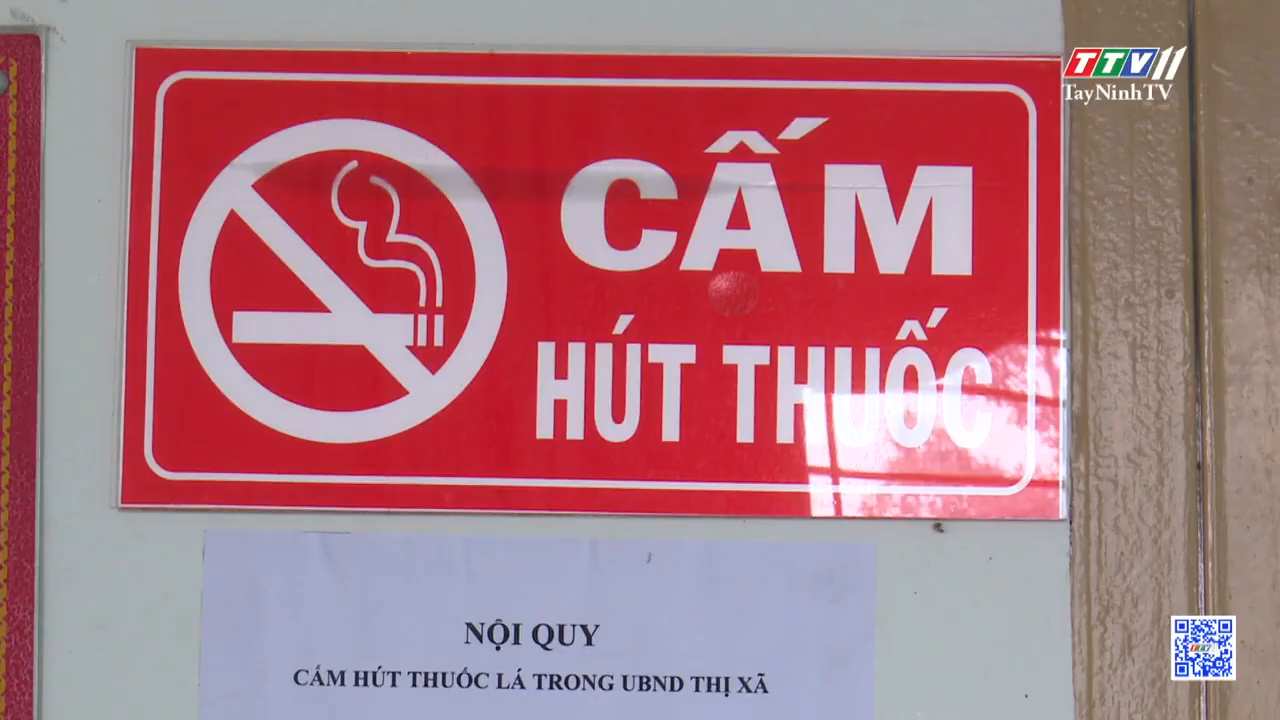 TTV11
TayNinhTV
CẤM
HÚT THUỐC
NỘI QUY
CẤM HÚT THUỐC LÁ TRONG UBND THỊ XÃ